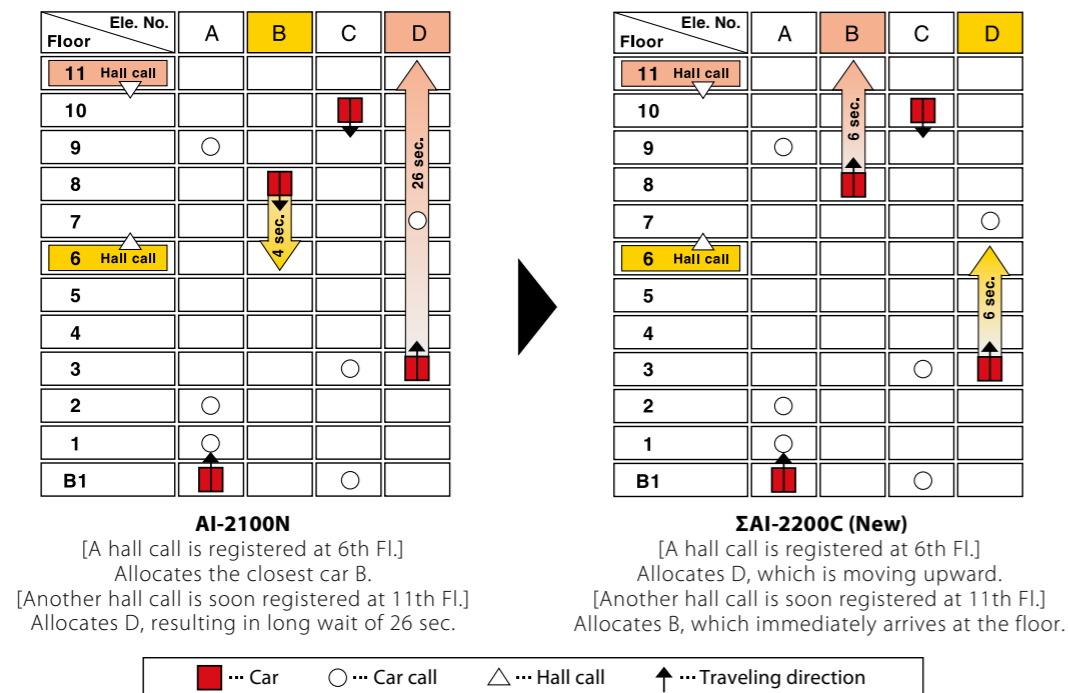 Ele. No.
Floor
A
B
C
D
11 Hall call
10
9
8
7
6 Hall call
5
4
3
2
1
B1
4 sec.
26 sec.
AI-2100N
[A hall call is registered at 6th Fl.]
Allocates the closest car B.
[Another hall call is soon registered at 11th Fl.]
Allocates D, resulting in long wait of 26 sec.
Ele. No.
Floor
A
B
C
D
11 Hall call
10
9
8
7
6 Hall call
5
4
3
2
1
B1
6 sec.
6 sec.
ΣAI-2200C (New)
[A hall call is registered at 6th Fl.]
Allocates D, which is moving upward.
[Another hall call is soon registered at 11th Fl.]
Allocates B, which immediately arrives at the floor.
··· Car
··· Car call
··· Hall call
··· Traveling direction